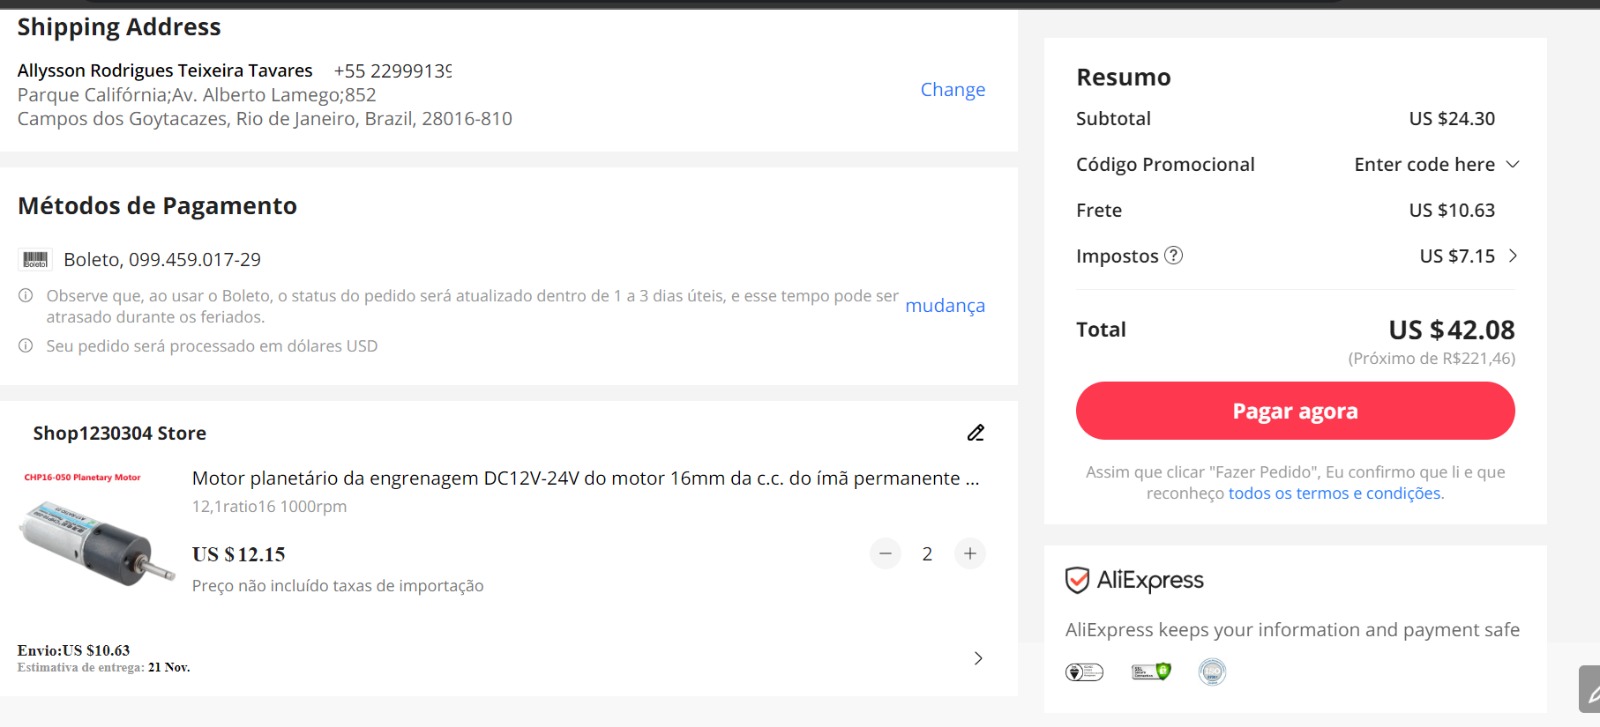 Shipping Address
Allysson Rodrigues Teixeira Tavares +55 22999139
Parque Califórnia;Av. Alberto Lamego;852
Campos dos Goytacazes, Rio de Janeiro, Brazil, 28016-810
Change
Métodos de Pagamento
Boleto, 099.459.017-29
Observe que, ao usar o Boleto, o status do pedido será atualizado dentro de 1 a 3 dias úteis, e esse tempo pode ser
atrasado durante os feriados.
mudança
Seu pedido será processado em dólares USD
Shop1230304 Store
CHP16-050 Planetary Motor
Motor planetário da engrenagem DC12V-24V do motor 16mm da c.c. do ímã permanente ...
12,1ratio16 1000rpm
US $12.15
− 2 +
Preço não incluído taxas de importação
Envio:US $10.63
Estimativa de entrega: 21 Nov.
Resumo
Subtotal US $24.30
Código Promocional Enter code here
Frete US $10.63
Impostos ? US $7.15
Total US $42.08
(Próximo de R$221,46)
Pagar agora
Assim que clicar "Fazer Pedido", Eu confirmo que li e que
reconheço todos os termos e condições.
AliExpress
AliExpress keeps your information and payment safe